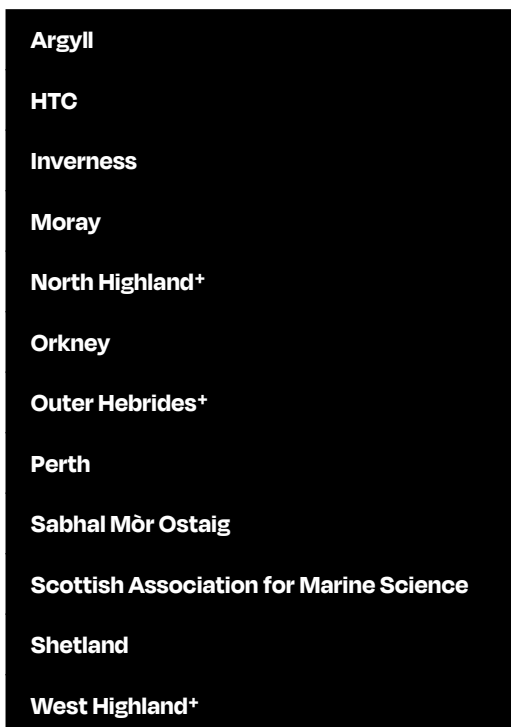 Argyll
HTC
Inverness
Moray
North Highland+
Orkney
Outer Hebrides+
Perth
Sabhal Mòr Ostaig
Scottish Association for Marine Science
Shetland
West Highland+